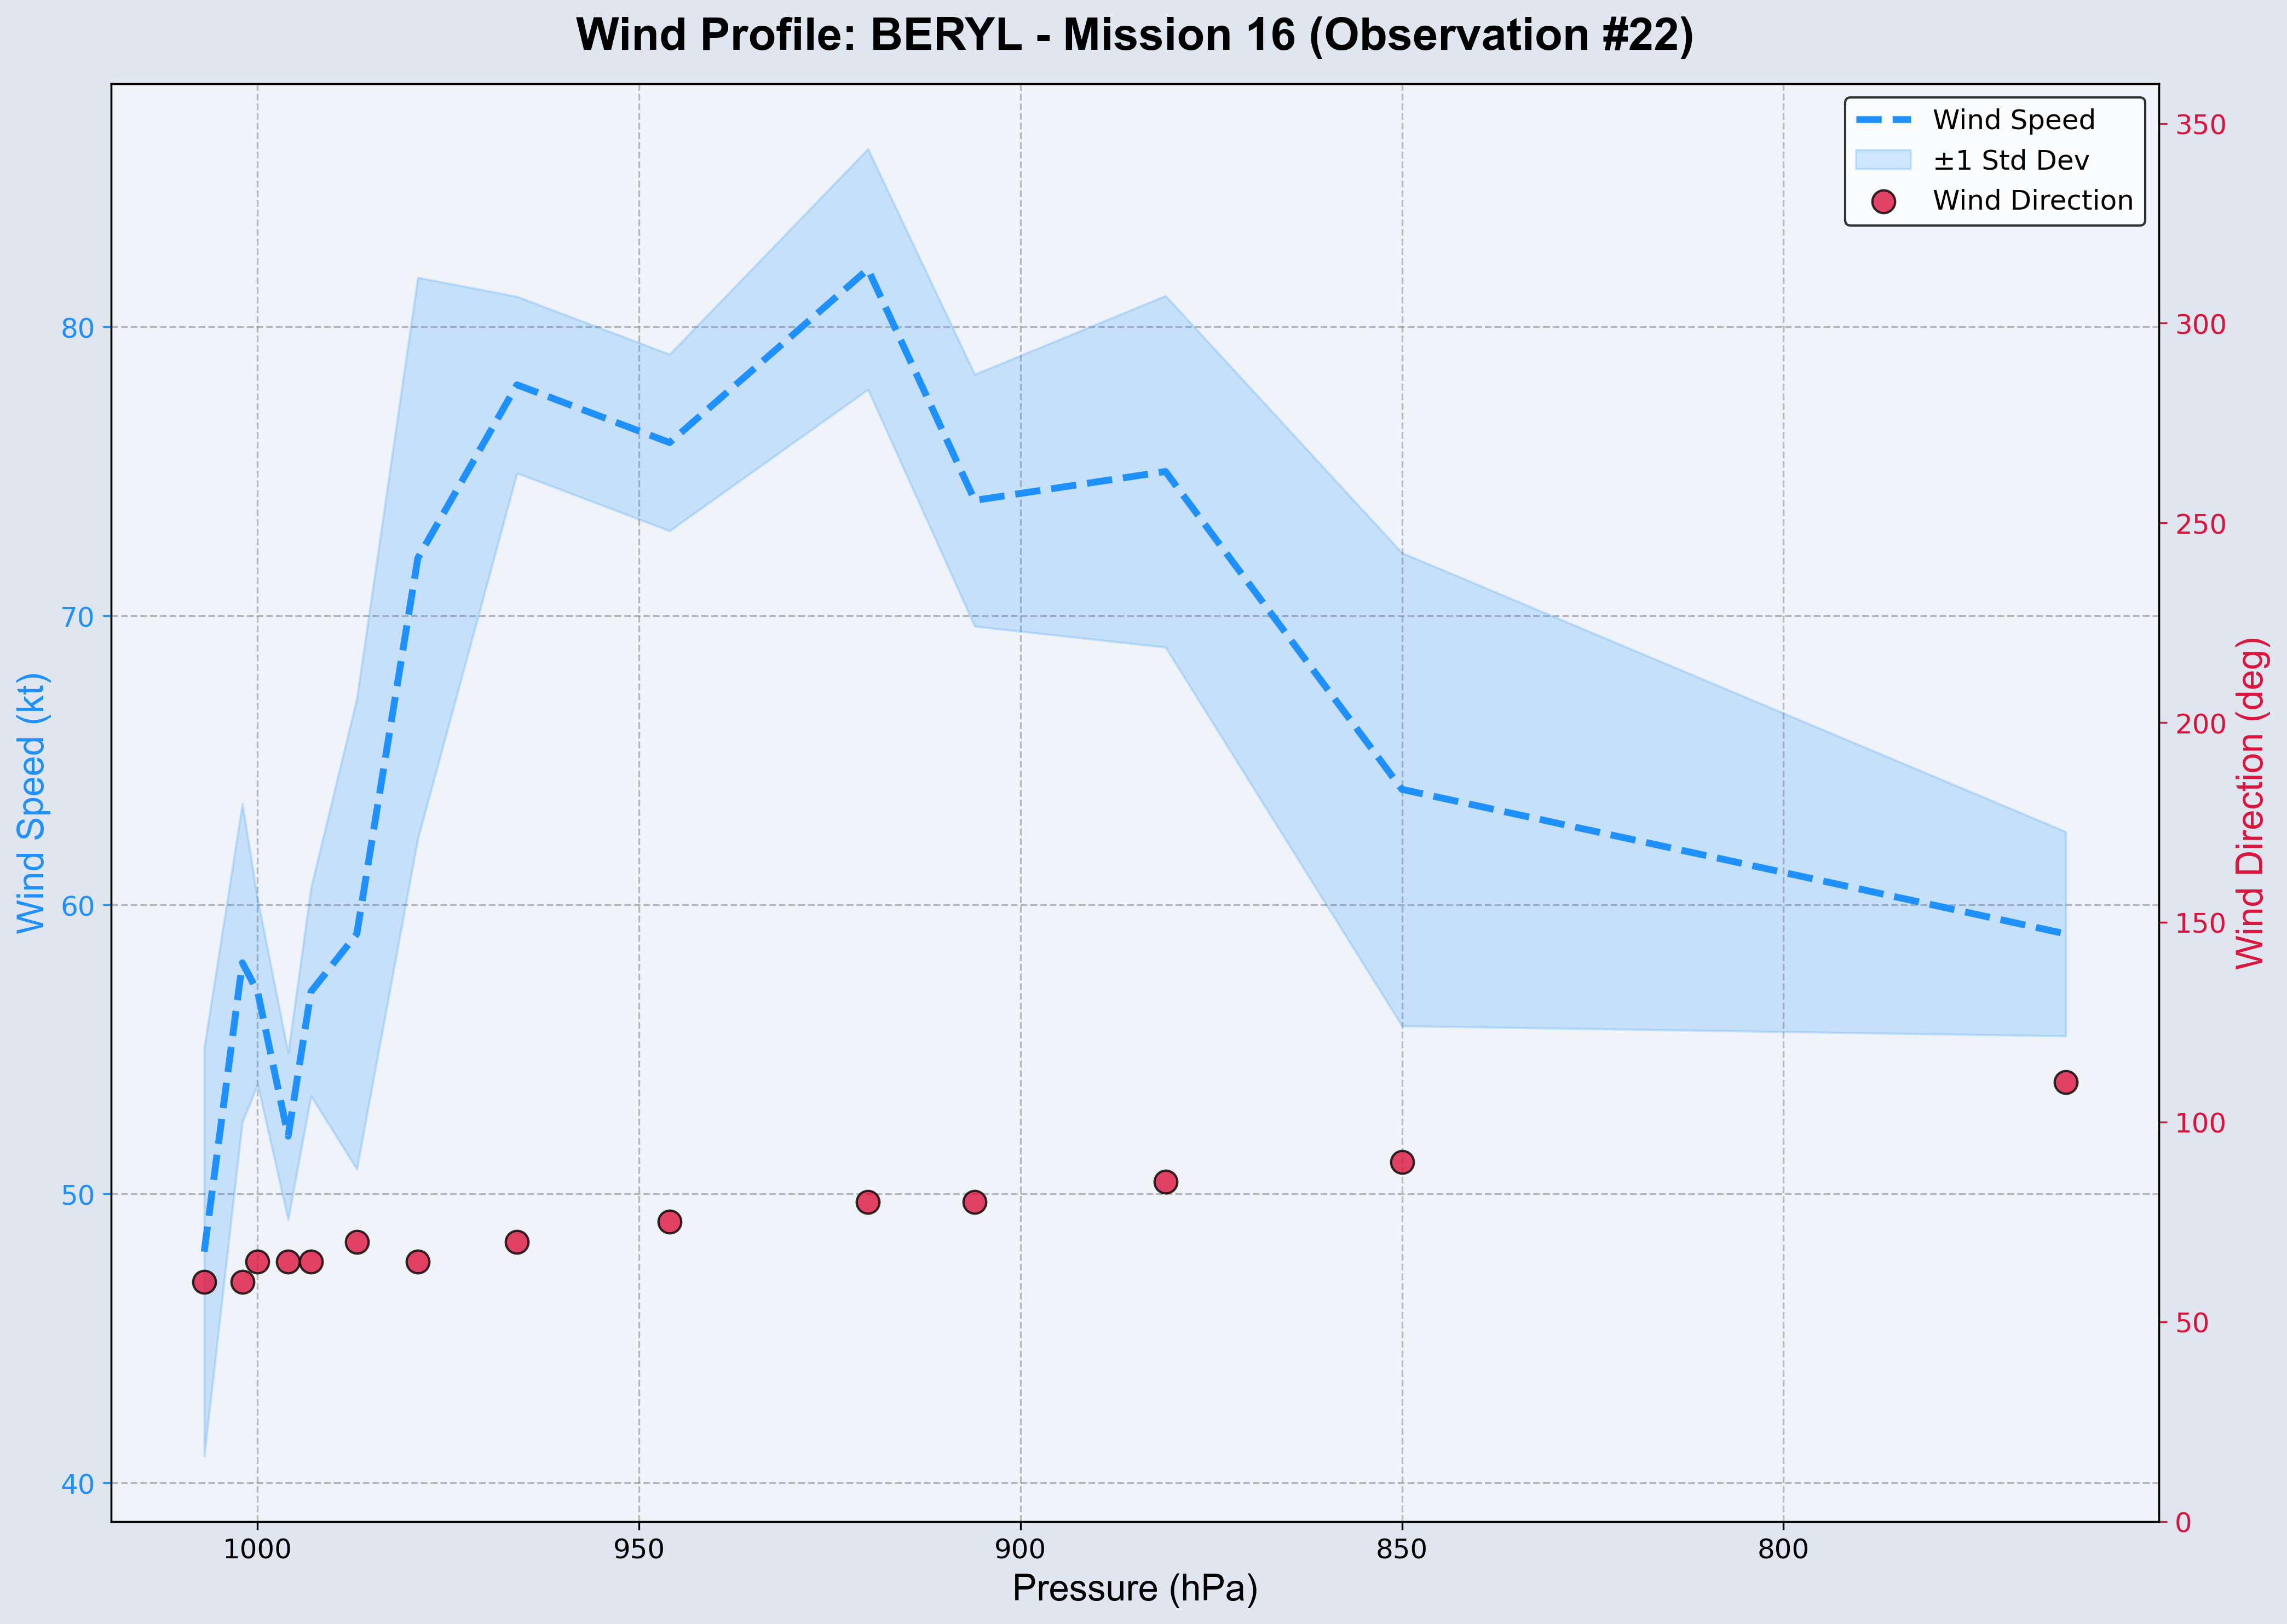 Wind Profile: BERYL - Mission 16 (Observation #22)
Wind Speed
±1 Std Dev
Wind Direction
Wind Speed (kt)
80
70
60
50
40
350
300
250
200
150
100
50
0
Wind Direction (deg)
1000
950
900
850
800
Pressure (hPa)